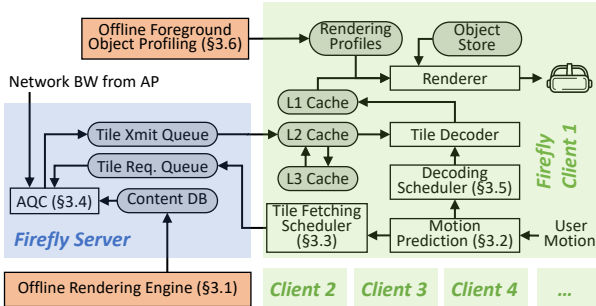 Offline Foreground
Object Profiling (§3.6)
Rendering
Profiles
Object
Store
Renderer
Network BW from AP
L1 Cache
Tile Xmit Queue
L2 Cache
Tile Decoder
Firefly
Client 1
Tile Req. Queue
L3 Cache
Decoding
Scheduler (§3.5)
AQC (§3.4)
Content DB
Tile Fetching
Scheduler
(§3.3)
Motion
Prediction (§3.2)
User
Motion
Firefly Server
Offline Rendering Engine (§3.1)
Client 2
Client 3
Client 4
...